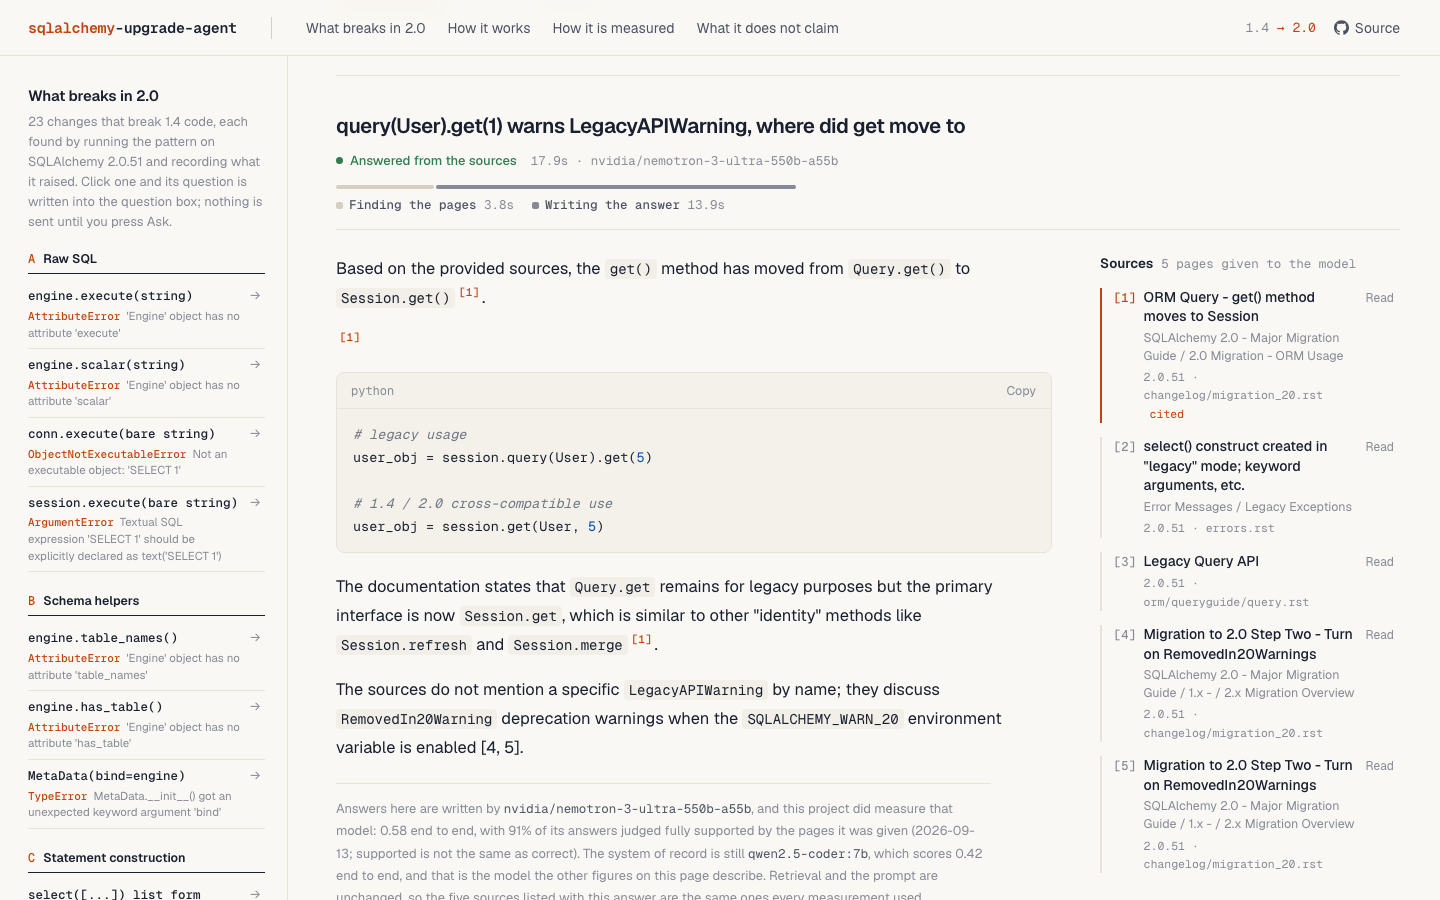 sqlalchemy-upgrade-agent
What breaks in 2.0 How it works How it is measured What it does not claim
1.4 → 2.0 Source
What breaks in 2.0
23 changes that break 1.4 code, each
found by running the pattern on
SQLAlchemy 2.0.51 and recording what
it raised. Click one and its question is
written into the question box; nothing is
sent until you press Ask.
A Raw SQL
engine.execute(string) →
AttributeError 'Engine' object has no
attribute 'execute'
engine.scalar(string) →
AttributeError 'Engine' object has no
attribute 'scalar'
conn.execute(bare string) →
ObjectNotExecutableError Not an
executable object: 'SELECT 1'
session.execute(bare string) →
ArgumentError Textual SQL
expression 'SELECT 1' should be
explicitly declared as text('SELECT 1')
B Schema helpers
engine.table_names() →
AttributeError 'Engine' object has no
attribute 'table_names'
engine.has_table() →
AttributeError 'Engine' object has no
attribute 'has_table'
MetaData(bind=engine) →
TypeError MetaData.__init__() got an
unexpected keyword argument 'bind'
C Statement construction
select([...]) list form →
query(User).get(1) warns LegacyAPIWarning, where did get move to
Answered from the sources 17.9s · nvidia/nemotron-3-ultra-550b-a55b
Finding the pages 3.8s Writing the answer 13.9s
Based on the provided sources, the get() method has moved from Query.get() to
Session.get() [1].
[1]
python Copy
# legacy usage
user_obj = session.query(User).get(5)
# 1.4 / 2.0 cross-compatible use
user_obj = session.get(User, 5)
The documentation states that Query.get remains for legacy purposes but the primary
interface is now Session.get, which is similar to other "identity" methods like
Session.refresh and Session.merge [1].
The sources do not mention a specific LegacyAPIWarning by name; they discuss
RemovedIn20Warning deprecation warnings when the SQLALCHEMY_WARN_20 environment
variable is enabled [4, 5].
Answers here are written by nvidia/nemotron-3-ultra-550b-a55b, and this project did measure that
model: 0.58 end to end, with 91% of its answers judged fully supported by the pages it was given (2026-09-
13; supported is not the same as correct). The system of record is still qwen2.5-coder:7b, which scores 0.42
end to end, and that is the model the other figures on this page describe. Retrieval and the prompt are
unchanged, so the five sources listed with this answer are the same ones every measurement used.
Sources 5 pages given to the model
[1] ORM Query - get() method Read
moves to Session
SQLAlchemy 2.0 - Major Migration
Guide / 2.0 Migration - ORM Usage
2.0.51 ·
changelog/migration_20.rst
cited
[2] select() construct created in Read
"legacy" mode; keyword
arguments, etc.
Error Messages / Legacy Exceptions
2.0.51 · errors.rst
[3] Legacy Query API Read
2.0.51 ·
orm/queryguide/query.rst
[4] Migration to 2.0 Step Two - Turn Read
on RemovedIn20Warnings
SQLAlchemy 2.0 - Major Migration
Guide / 1.x - / 2.x Migration Overview
2.0.51 ·
changelog/migration_20.rst
[5] Migration to 2.0 Step Two - Turn Read
on RemovedIn20Warnings
SQLAlchemy 2.0 - Major Migration
Guide / 1.x - / 2.x Migration Overview
2.0.51 ·
changelog/migration_20.rst